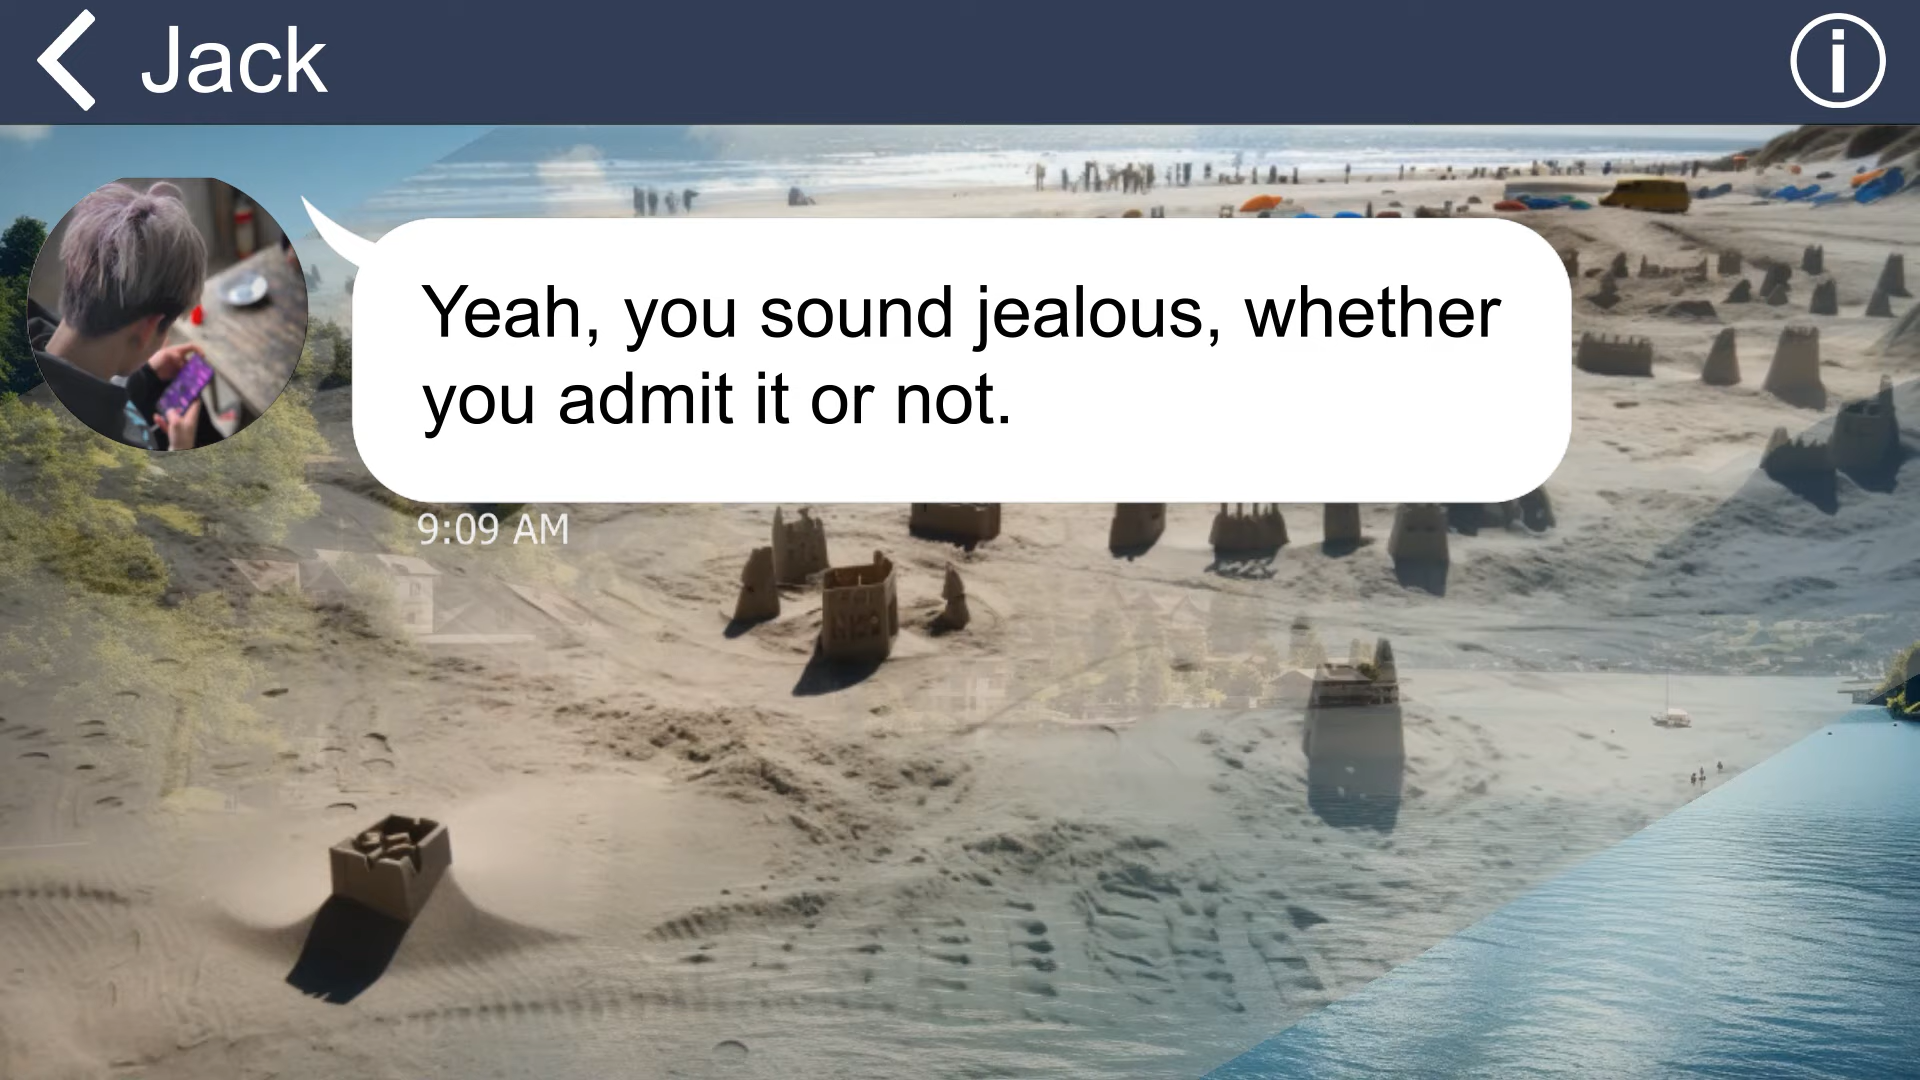 Jack
Yeah, you sound jealous, whether
you admit it or not.
9:09 AM